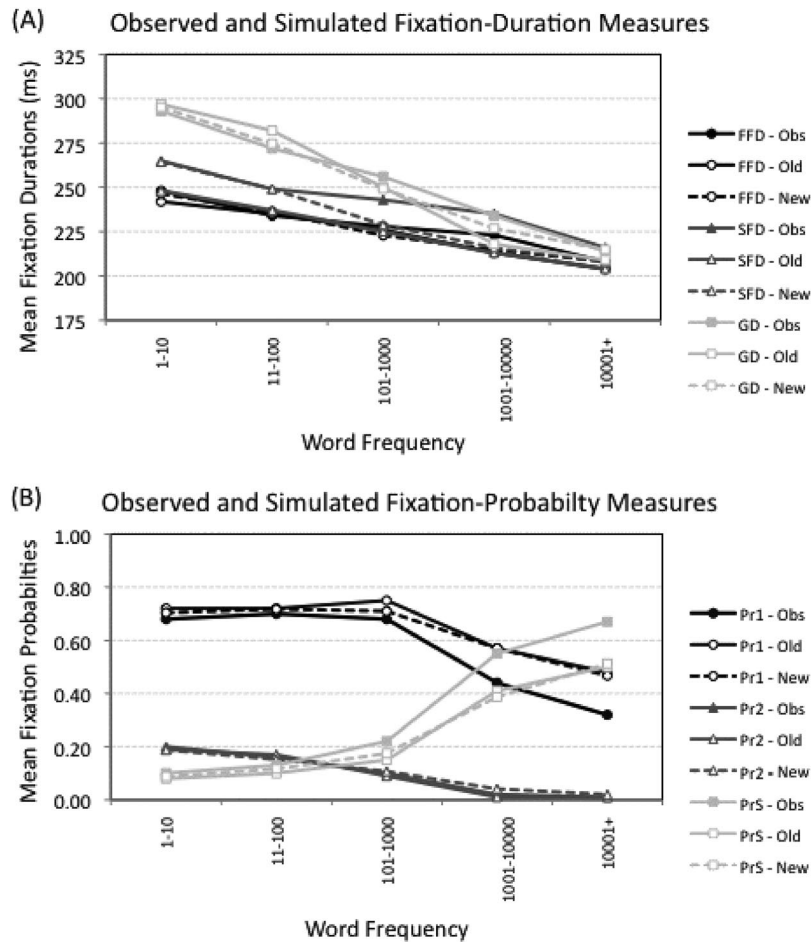 (A)
Observed and Simulated Fixation-Duration Measures
Mean Fixation Durations (ms)
325
300
275
250
225
200
175
1-10
11-100
101-1000
1001-10000
10001+
Word Frequency
FFD - Obs
FFD - Old
FFD - New
SFD - Obs
SFD - Old
SFD - New
GD - Obs
GD - Old
GD - New
(B)
Observed and Simulated Fixation-Probabilty Measures
Mean Fixation Probabilties
1.00
0.80
0.60
0.40
0.20
0.00
1-10
11-100
101-1000
1001-10000
10001+
Word Frequency
Pr1 - Obs
Pr1 - Old
Pr1 - New
Pr2 - Obs
Pr2 - Old
Pr2 - New
PrS - Obs
PrS - Old
PrS - New